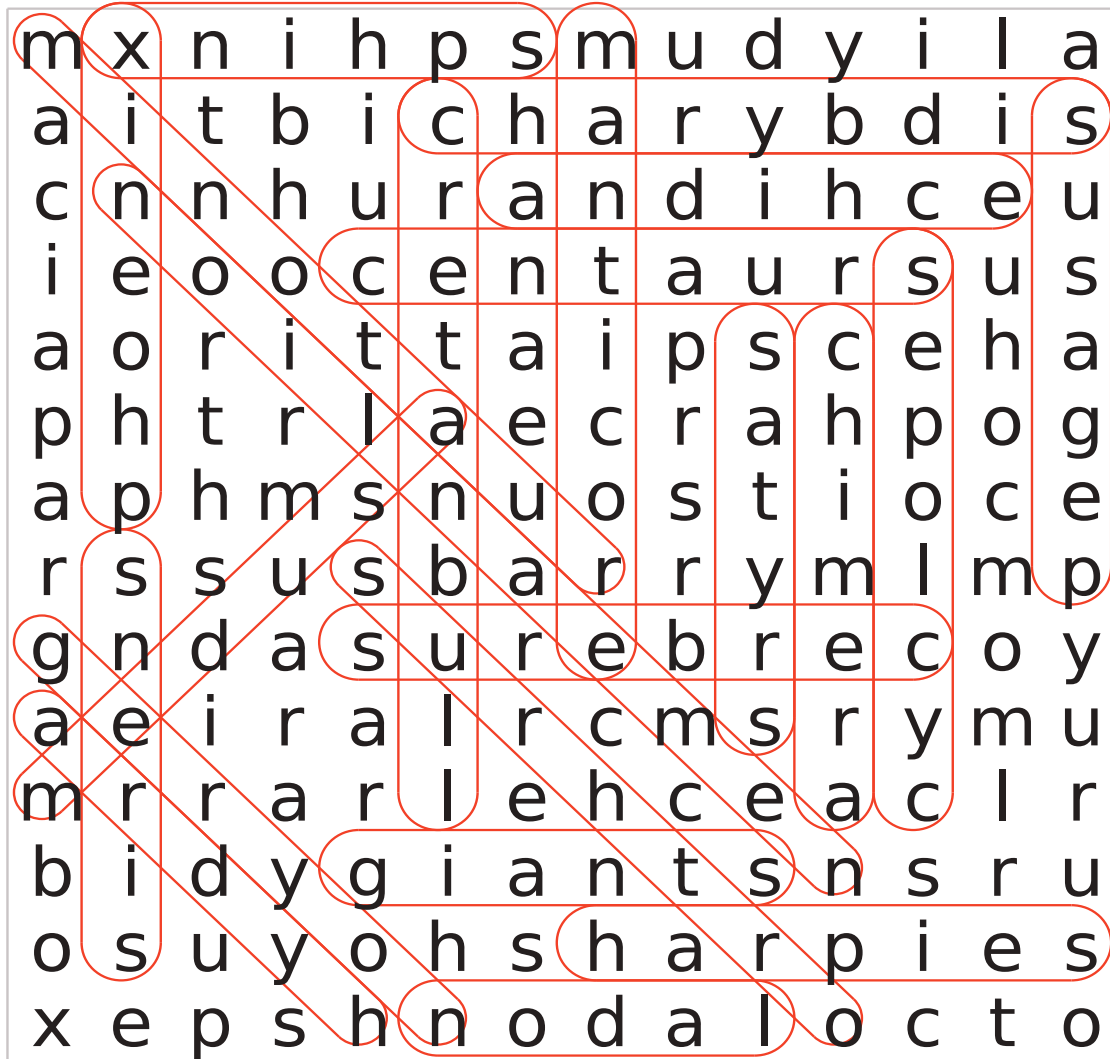 m x n i h p s m u d y i l a
a i t b i c h a r y b d i s
c n n h u r a n d i h c e u
i e o o c e n t a u r s u s
a o r i t t a i p s c e h a
p h t r l a e c r a h p o g
a p h m s n u o s t i o c e
r s s u s b a r r y m l m p
g n d a s u r e b r e c o y
a e i r a l r c m s r y m u
m r r a r l e h c e a c l r
b i d y g i a n t s n s r u
o s u y o h s h a r p i e s
x e p s h n o d a l o c t o